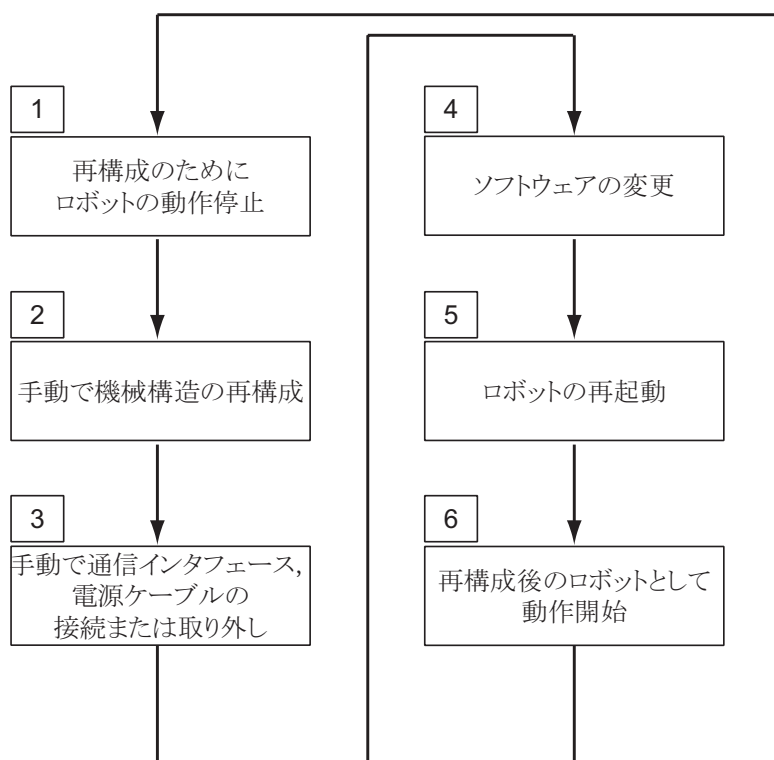 1
再構成のために
ロボットの動作停止
2
手動で機械構造の再構成
3
手動で通信インタフェース,
電源ケーブルの
接続または取り外し
4
ソフトウェアの変更
5
ロボットの再起動
6
再構成後のロボットとして
動作開始